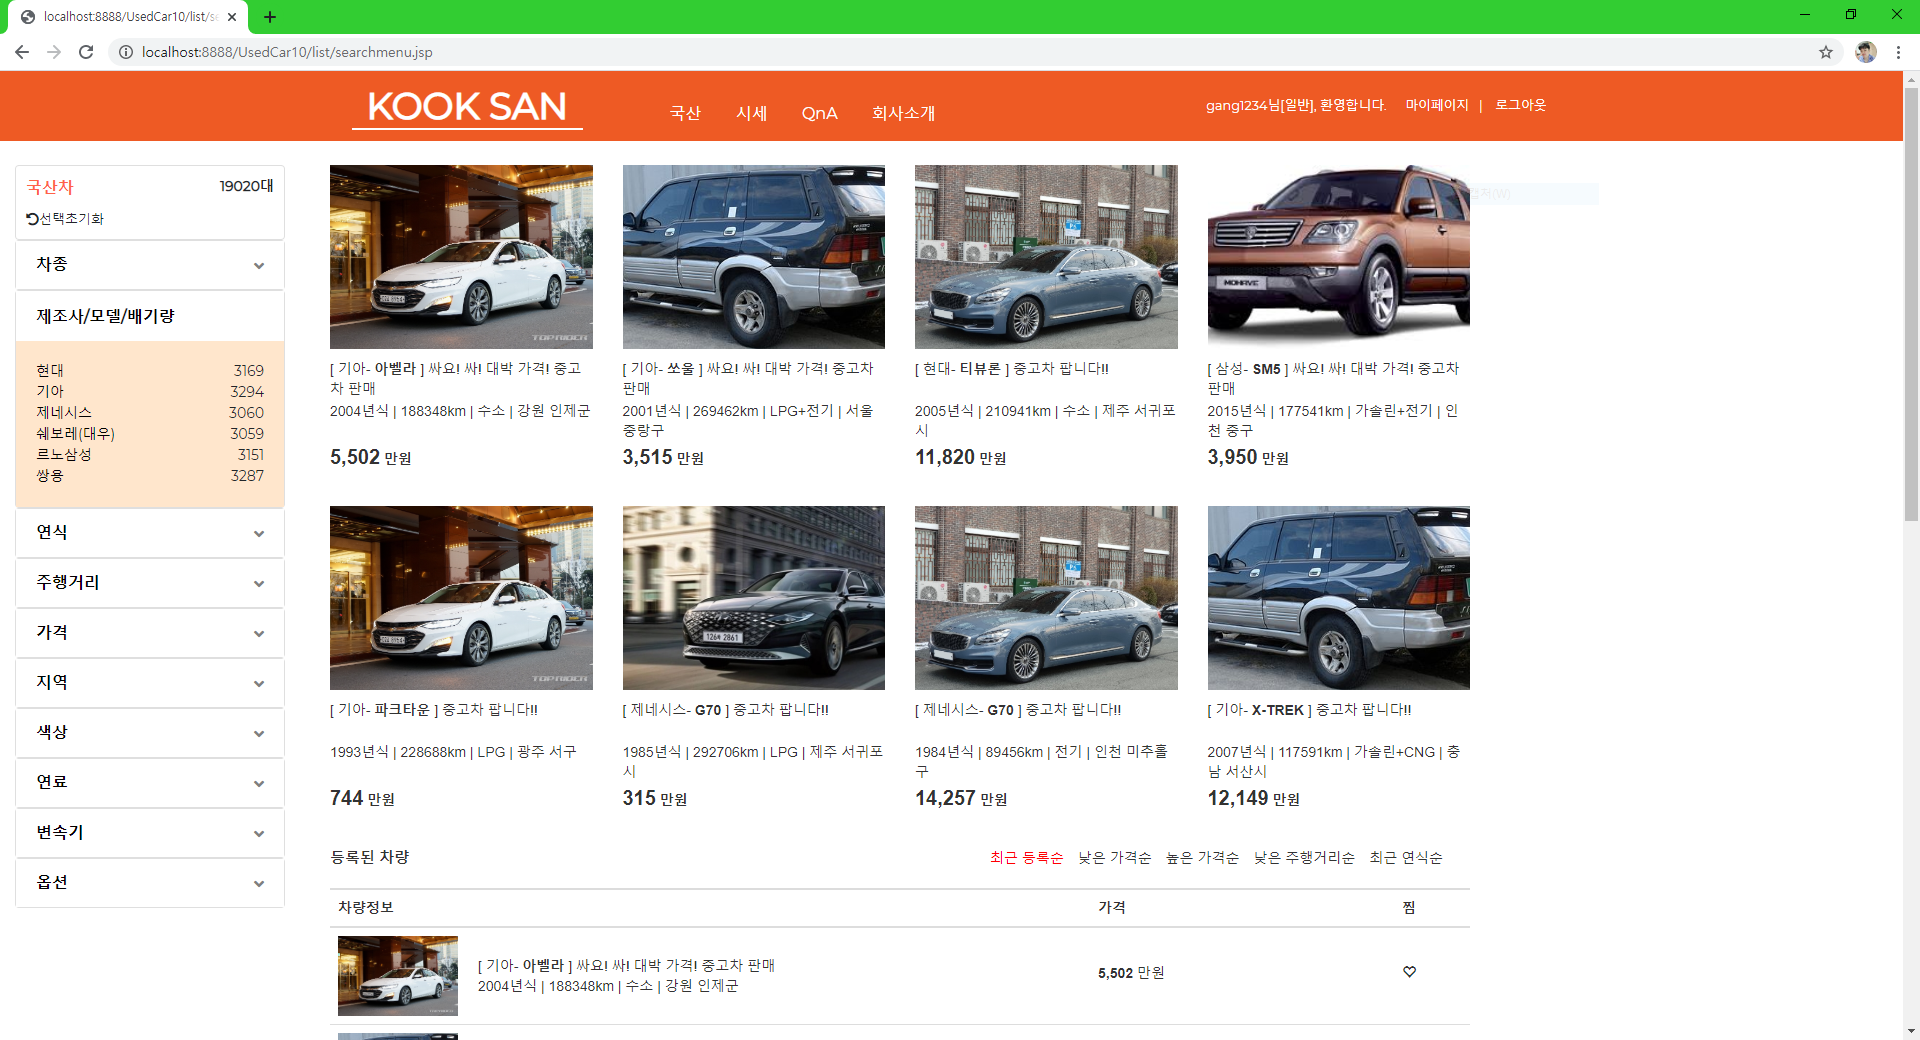 localhost:8888/UsedCar10/list/se
localhost:8888/UsedCar10/list/searchmenu.jsp
KOOK SAN
국산 시세 QnA 회사소개
gang1234님[일반], 환영합니다. 마이페이지 | 로그아웃
국산차 19020대
선택초기화
차종
제조사/모델/배기량
현대 3169
기아 3294
제네시스 3060
쉐보레(대우) 3059
르노삼성 3151
쌍용 3287
연식
주행거리
가격
지역
색상
연료
변속기
옵션
TOP RIDER
[ 기아- 아벨라 ] 싸요! 싸! 대박 가격! 중고
차 판매
2004년식 | 188348km | 수소 | 강원 인제군
5,502 만원
[ 기아- 쏘울 ] 싸요! 싸! 대박 가격! 중고차
판매
2001년식 | 269462km | LPG+전기 | 서울
중랑구
3,515 만원
[ 현대- 티뷰론 ] 중고차 팝니다!!
2005년식 | 210941km | 수소 | 제주 서귀포
시
11,820 만원
MOHAVE
[ 삼성- SM5 ] 싸요! 싸! 대박 가격! 중고차
판매
2015년식 | 177541km | 가솔린+전기 | 인
천 중구
3,950 만원
TOP RIDER
[ 기아- 파크타운 ] 중고차 팝니다!!
1993년식 | 228688km | LPG | 광주 서구
744 만원
126새 2861
[ 제네시스- G70 ] 중고차 팝니다!!
1985년식 | 292706km | LPG | 제주 서귀포
시
315 만원
[ 제네시스- G70 ] 중고차 팝니다!!
1984년식 | 89456km | 전기 | 인천 미추홀
구
14,257 만원
[ 기아- X-TREK ] 중고차 팝니다!!
2007년식 | 117591km | 가솔린+CNG | 충
남 서산시
12,149 만원
등록된 차량
최근 등록순 낮은 가격순 높은 가격순 낮은 주행거리순 최근 연식순
차량정보 가격 찜
[ 기아- 아벨라 ] 싸요! 싸! 대박 가격! 중고차 판매
2004년식 | 188348km | 수소 | 강원 인제군
5,502 만원